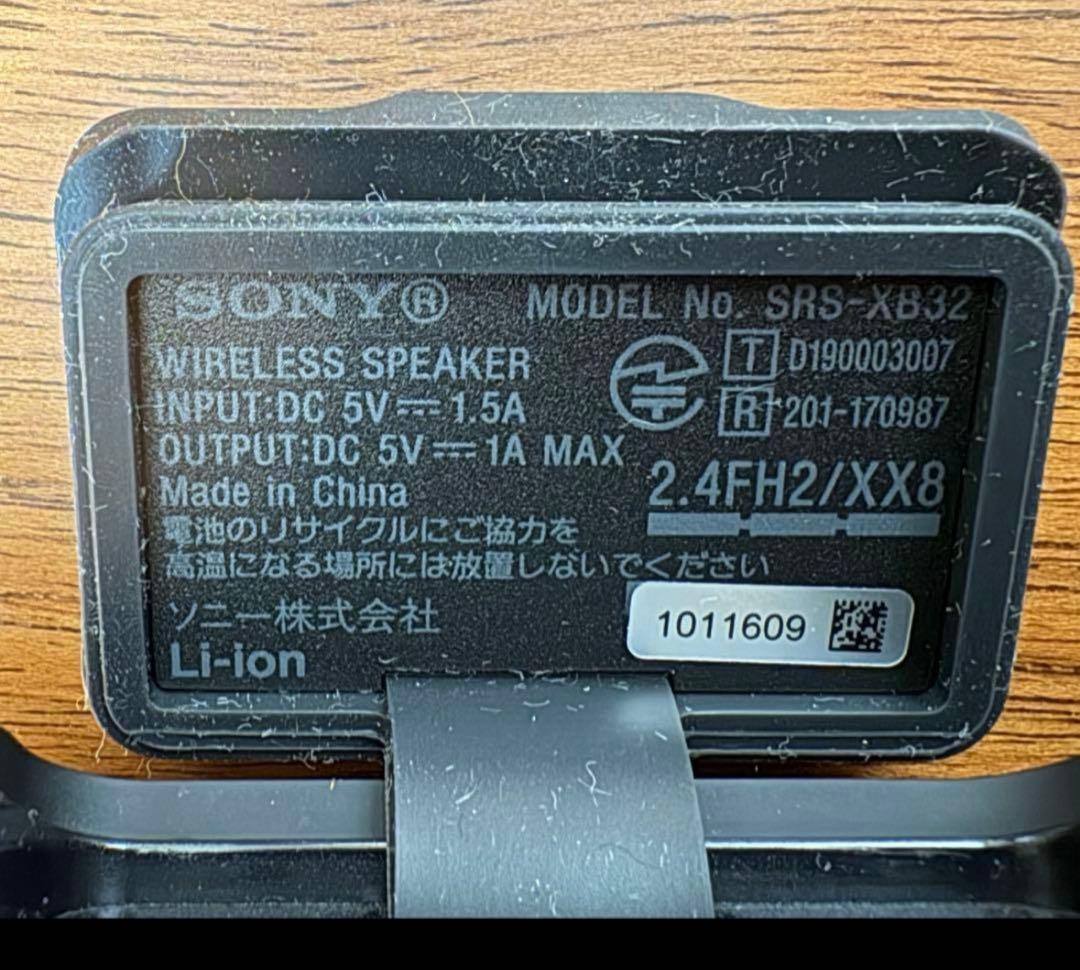 SONY®
MODEL No. SRS-XB32
WIRELESS SPEAKER
T D190003007
INPUT:DC 5V⎓1.5A
R 201-170987
OUTPUT:DC 5V⎓1A MAX
2.4FH2/XX8
Made in China
電池のリサイクルにご協力を
高温になる場所には放置しないでください
ソニー株式会社
1011609
Li-ion